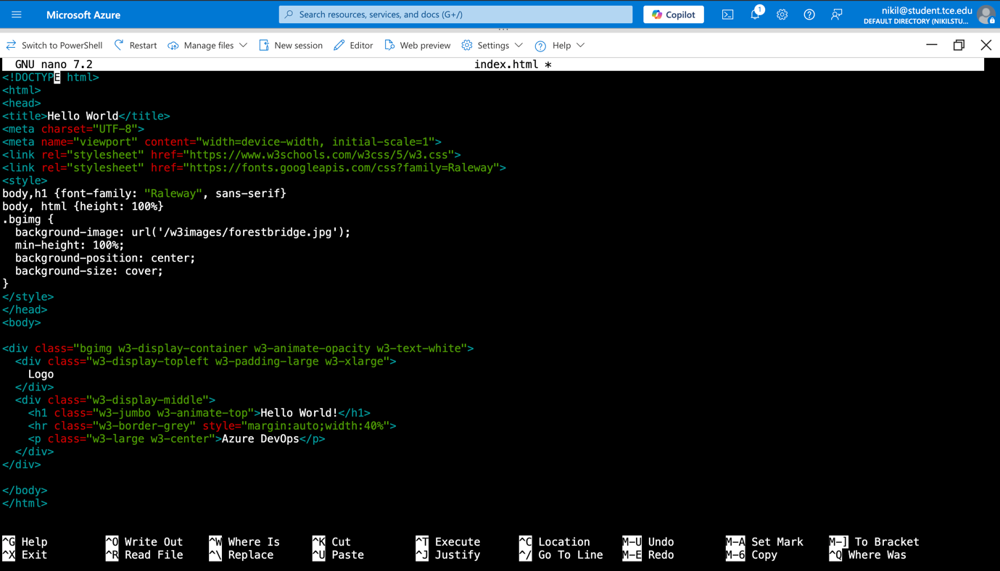 Microsoft Azure
Search resources, services, and docs (G+/)
Copilot
1
nikil@student.tce.edu
DEFAULT DIRECTORY (NIKILSTU...
Switch to PowerShell
Restart
Manage files
New session
Editor
Web preview
Settings
Help
GNU nano 7.2 index.html *
<!DOCTYPE html>
<html>
<head>
<title>Hello World</title>
<meta charset="UTF-8">
<meta name="viewport" content="width=device-width, initial-scale=1">
<link rel="stylesheet" href="https://www.w3schools.com/w3css/5/w3.css">
<link rel="stylesheet" href="https://fonts.googleapis.com/css?family=Raleway">
<style>
body,h1 {font-family: "Raleway", sans-serif}
body, html {height: 100%}
.bgimg {
  background-image: url('/w3images/forestbridge.jpg');
  min-height: 100%;
  background-position: center;
  background-size: cover;
}
</style>
</head>
<body>

<div class="bgimg w3-display-container w3-animate-opacity w3-text-white">
  <div class="w3-display-topleft w3-padding-large w3-xlarge">
    Logo
  </div>
  <div class="w3-display-middle">
    <h1 class="w3-jumbo w3-animate-top">Hello World!</h1>
    <hr class="w3-border-grey" style="margin:auto;width:40%">
    <p class="w3-large w3-center">Azure DevOps</p>
  </div>
</div>

</body>
</html>
^G Help ^O Write Out ^W Where Is ^K Cut ^T Execute ^C Location M-U Undo M-A Set Mark M-] To Bracket
^X Exit ^R Read File ^\ Replace ^U Paste ^J Justify ^/ Go To Line M-E Redo M-6 Copy ^Q Where Was